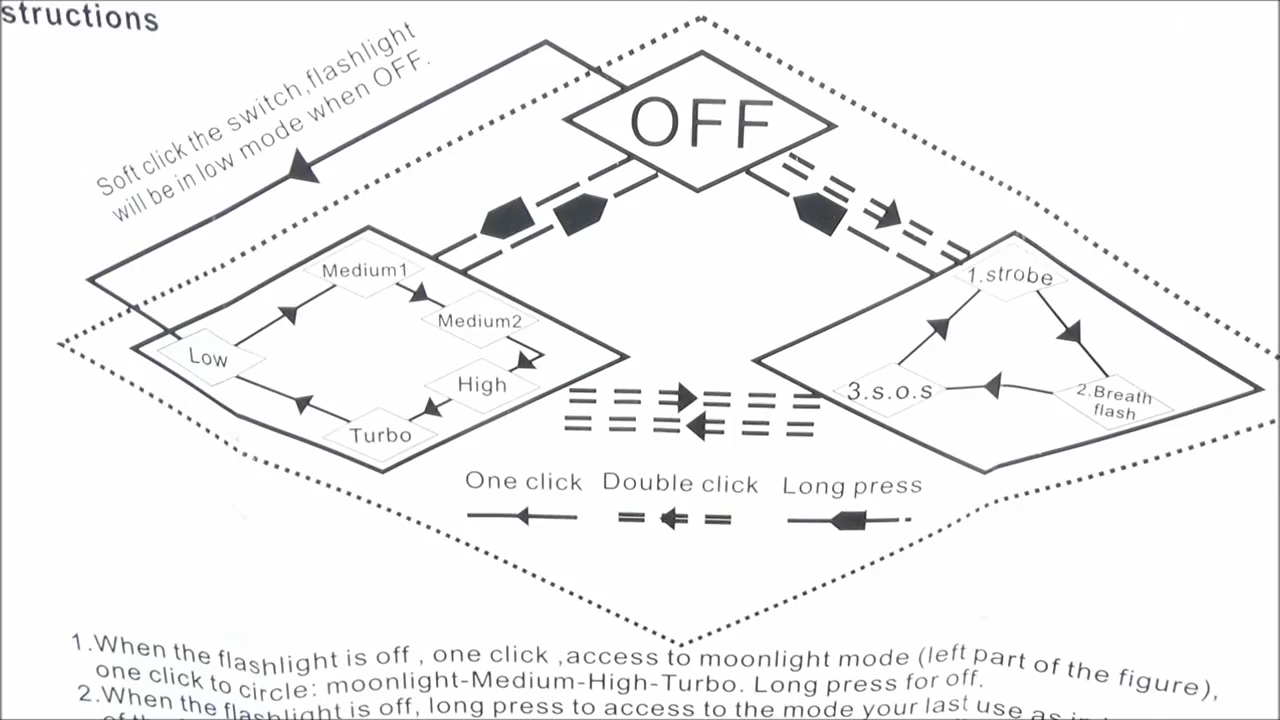 structions
Soft click the switch,flashlight
will be in low mode when OFF.
OFF
Medium1
Medium2
Low
High
Turbo
1.strobe
3.s.o.s
2.Breath
flash
One click Double click Long press
1.When the flashlight is off , one click ,access to moonlight mode (left part of the figure),
one click to circle: moonlight-Medium-High-Turbo. Long press for off.
2.When the flashlight is off, long press to access to the mode your last use as